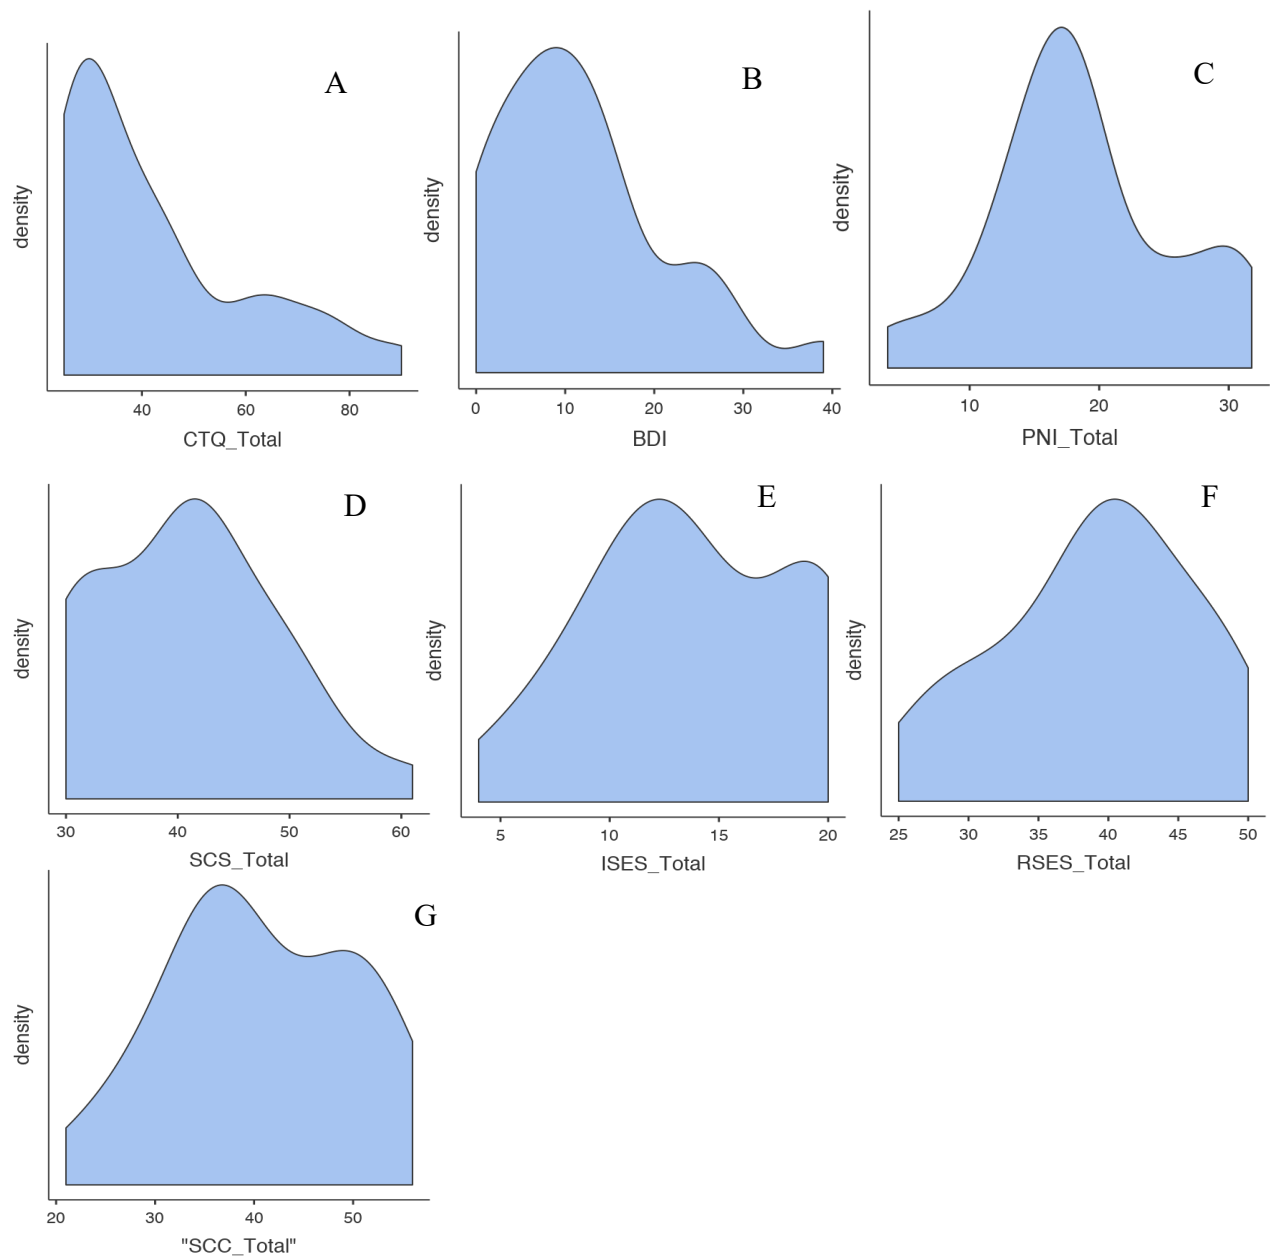 A
B
C
density
density
density
40 60 80
0 10 20 30 40
10 20 30
CTQ_Total
BDI
PNI_Total
D
E
F
density
density
density
30 40 50 60
5 10 15 20
25 30 35 40 45 50
SCS_Total
ISES_Total
RSES_Total
G
density
20 30 40 50
"SCC_Total"